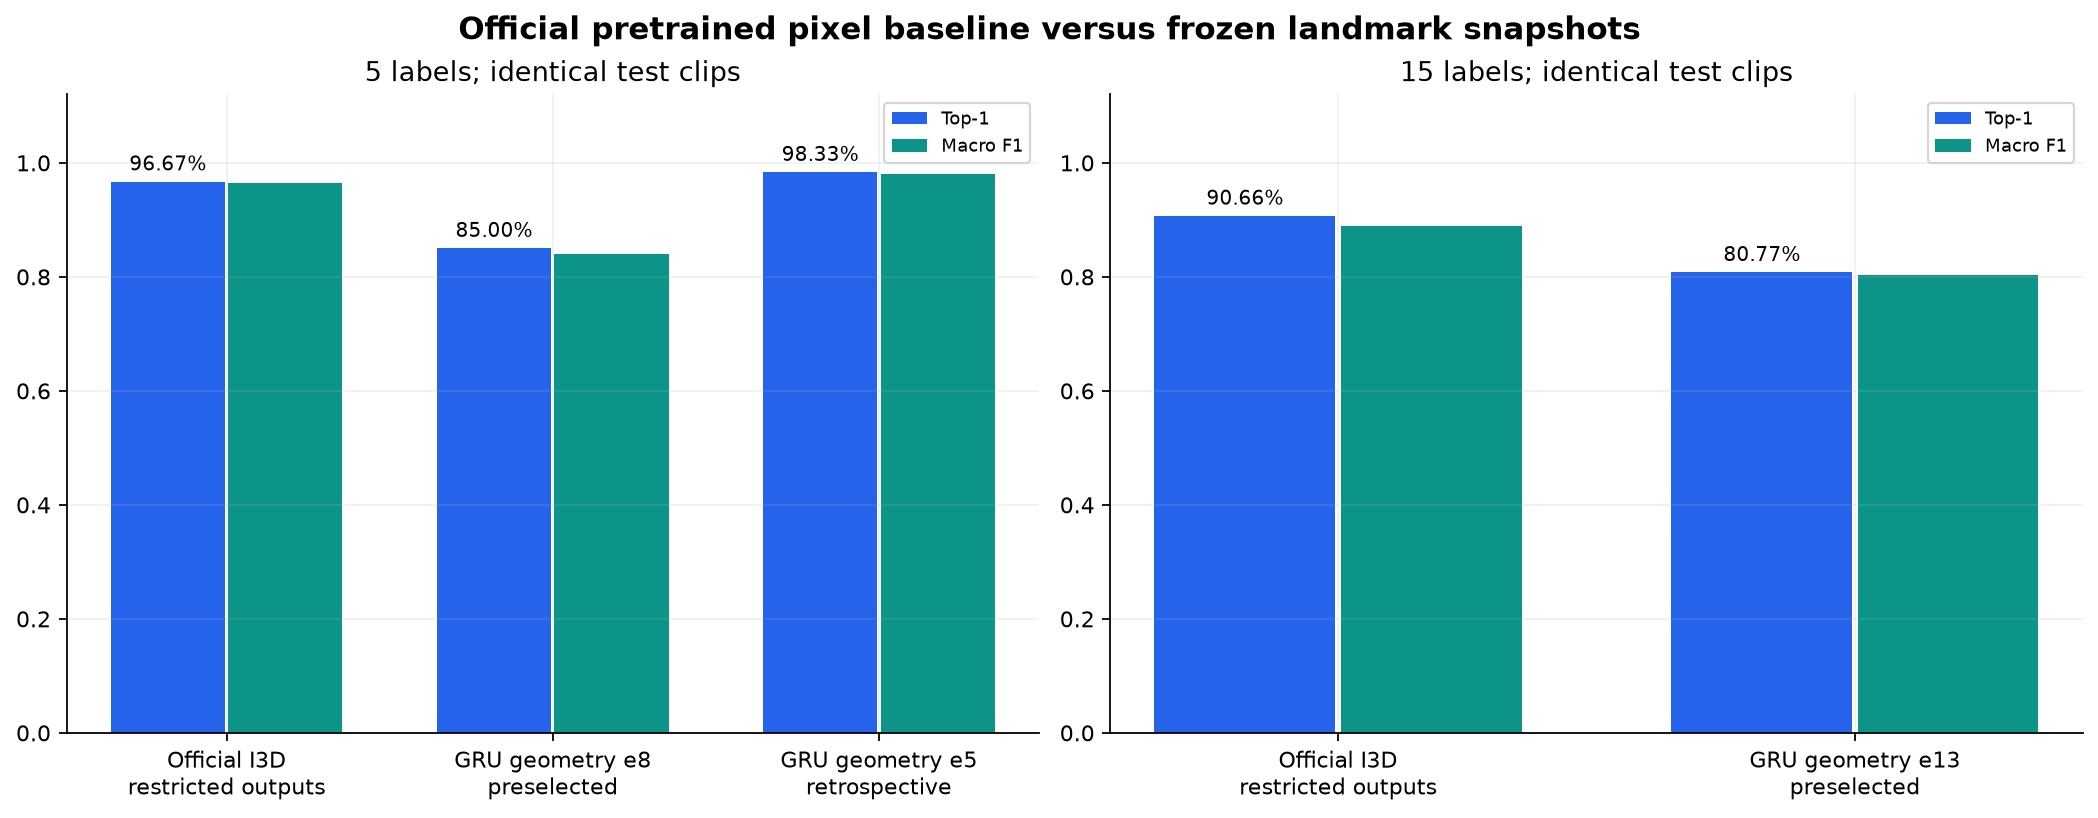 Official pretrained pixel baseline versus frozen landmark snapshots
5 labels; identical test clips
Top-1
Macro F1
96.67%
85.00%
98.33%
1.0
0.8
0.6
0.4
0.2
0.0
Official I3D
restricted outputs
GRU geometry e8
preselected
GRU geometry e5
retrospective
15 labels; identical test clips
Top-1
Macro F1
90.66%
80.77%
1.0
0.8
0.6
0.4
0.2
0.0
Official I3D
restricted outputs
GRU geometry e13
preselected